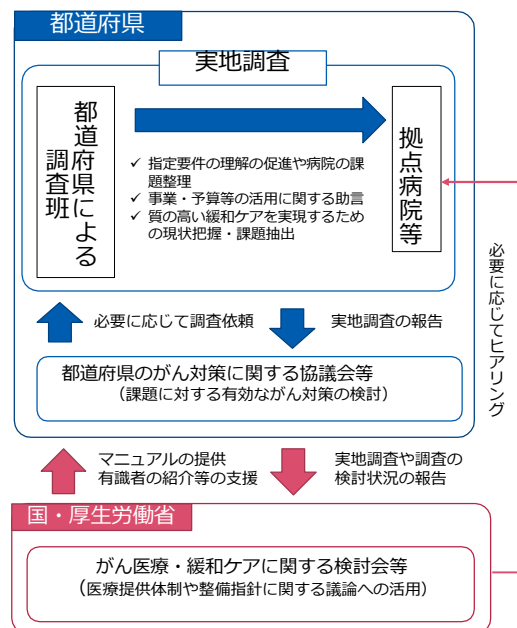 都道府県
実地調査
都道府県による
調査班
✓ 指定要件の理解の促進や病院の課
題整理
✓ 事業・予算等の活用に関する助言
✓ 質の高い緩和ケアを実現するため
の現状把握・課題抽出
拠点病院等
必要に応じてヒアリング
必要に応じて調査依頼
実地調査の報告
都道府県のがん対策に関する協議会等
（課題に対する有効ながん対策の検討）
マニュアルの提供
有識者の紹介等の支援
実地調査や調査の
検討状況の報告
国・厚生労働省
がん医療・緩和ケアに関する検討会等
（医療提供体制や整備指針に関する議論への活用）